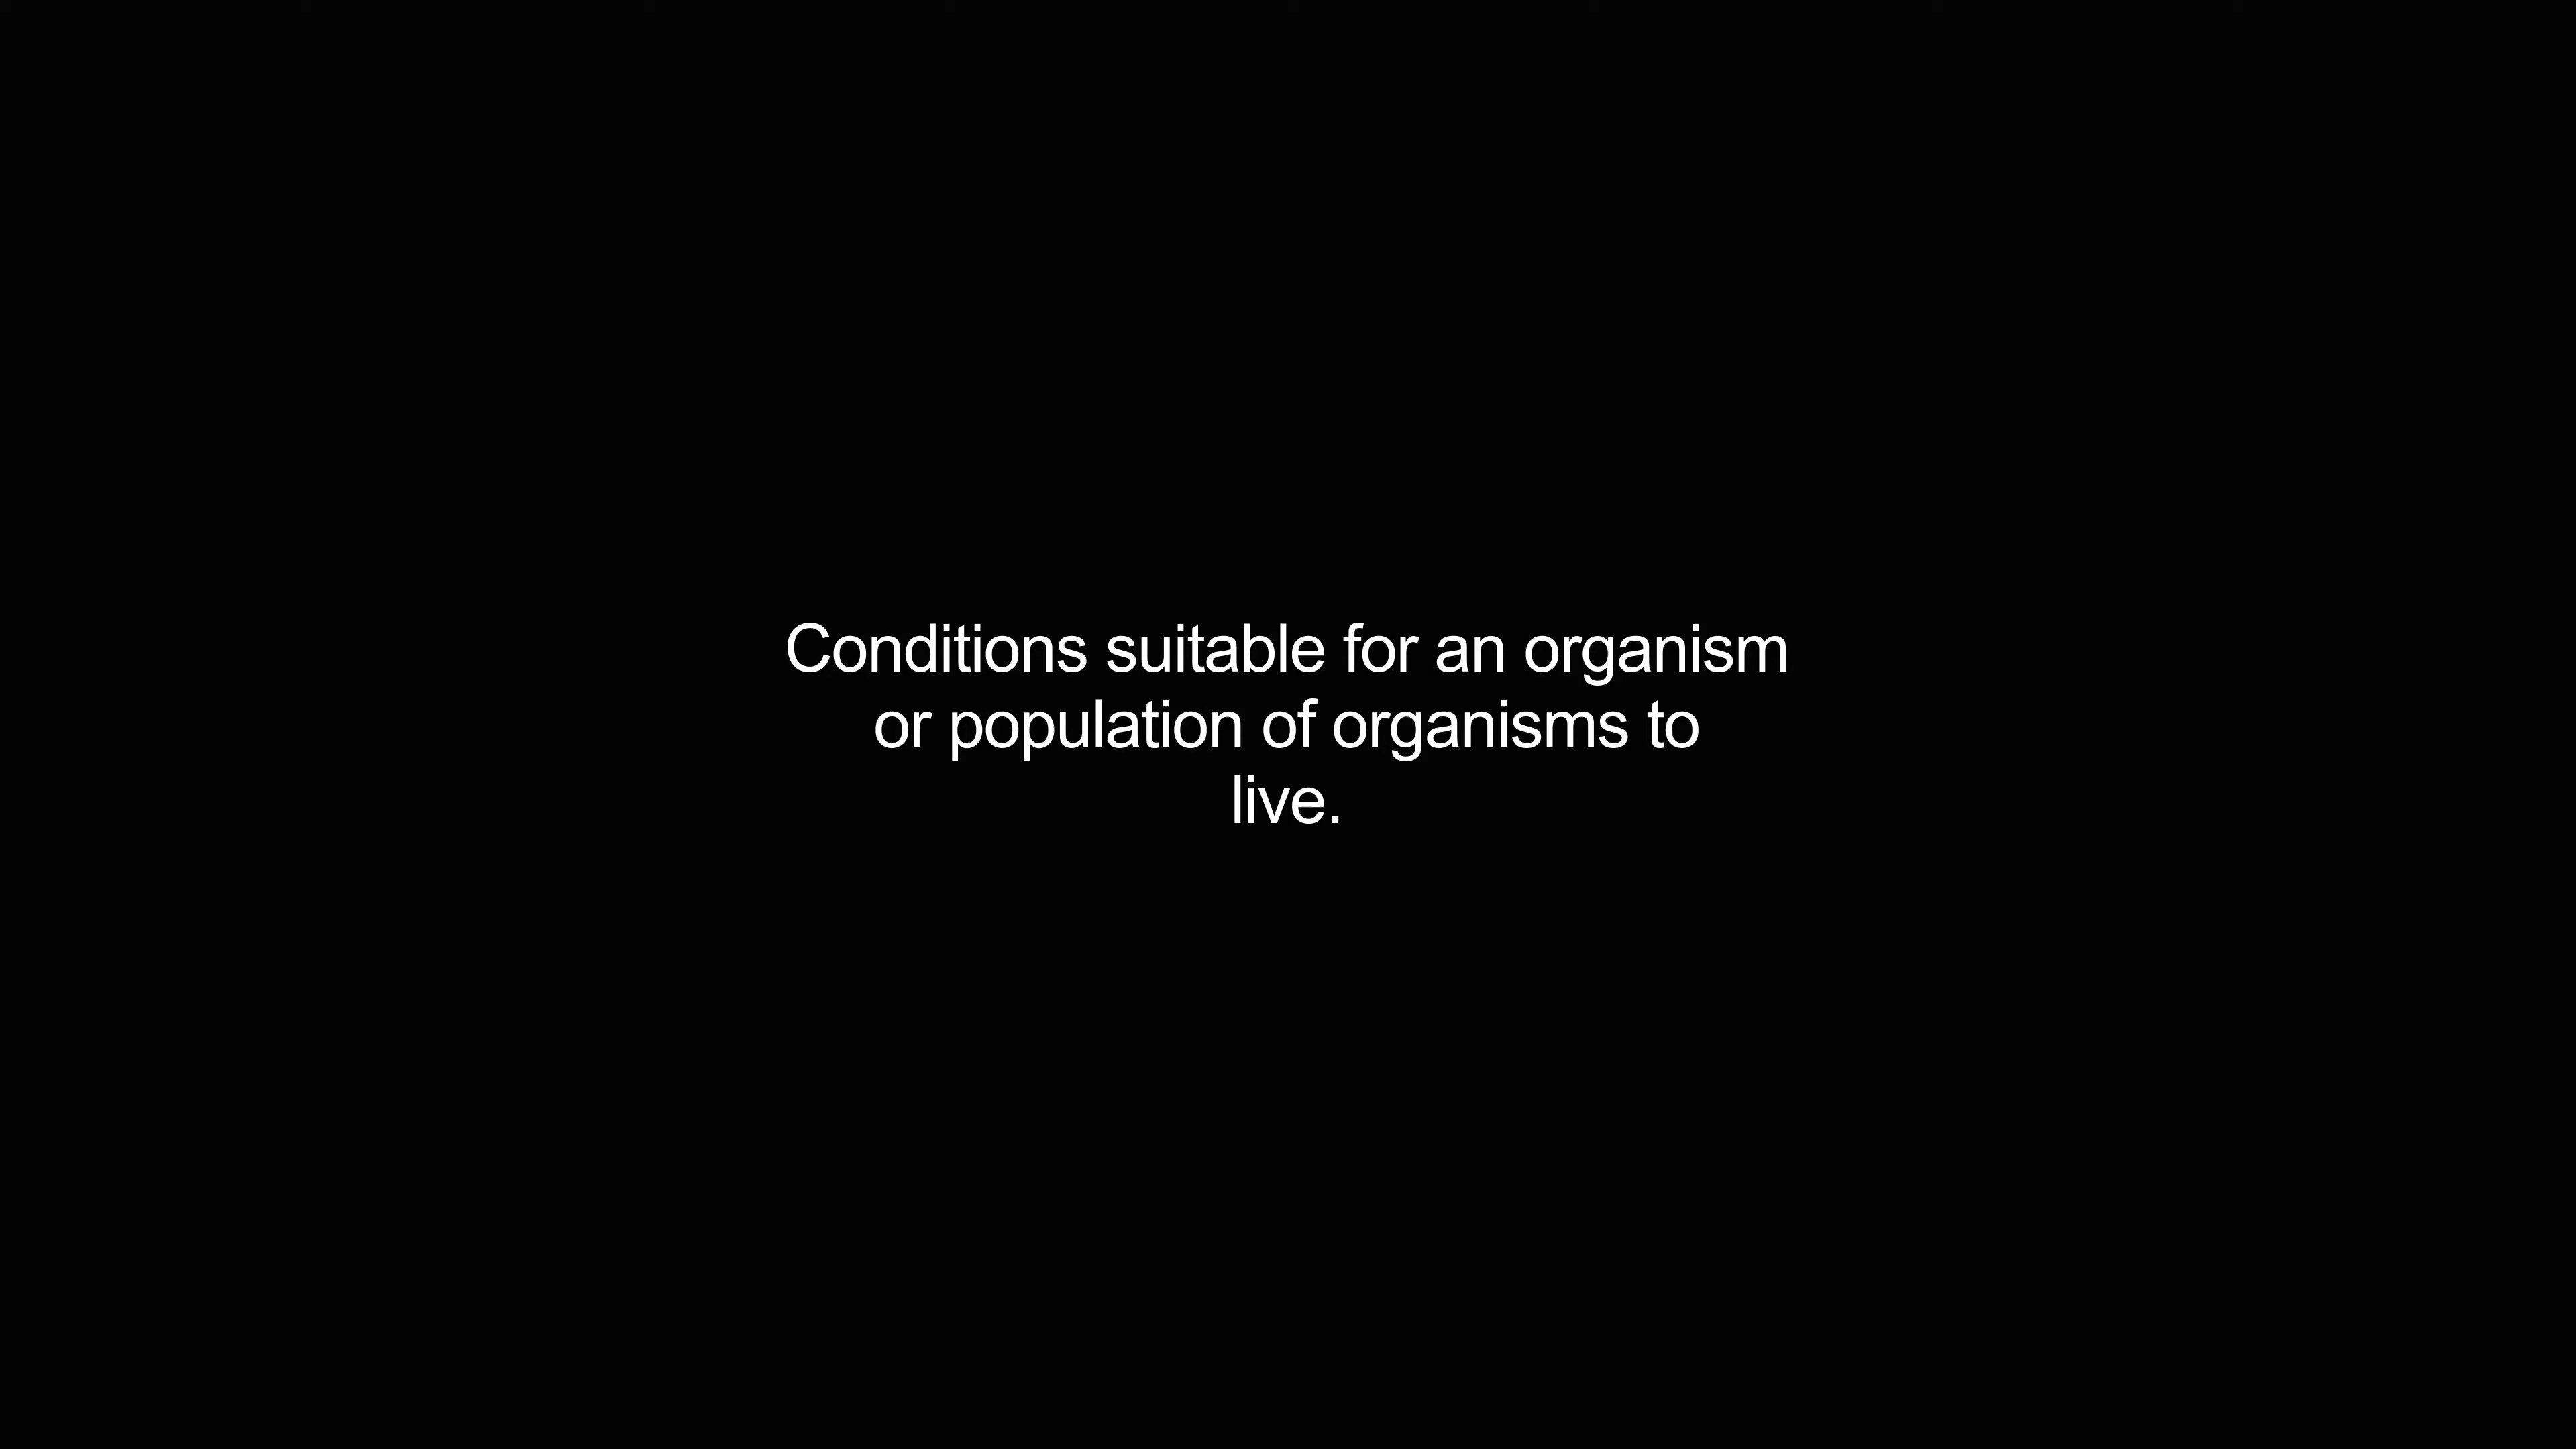 Conditions suitable for an organism
or population of organisms to
live.